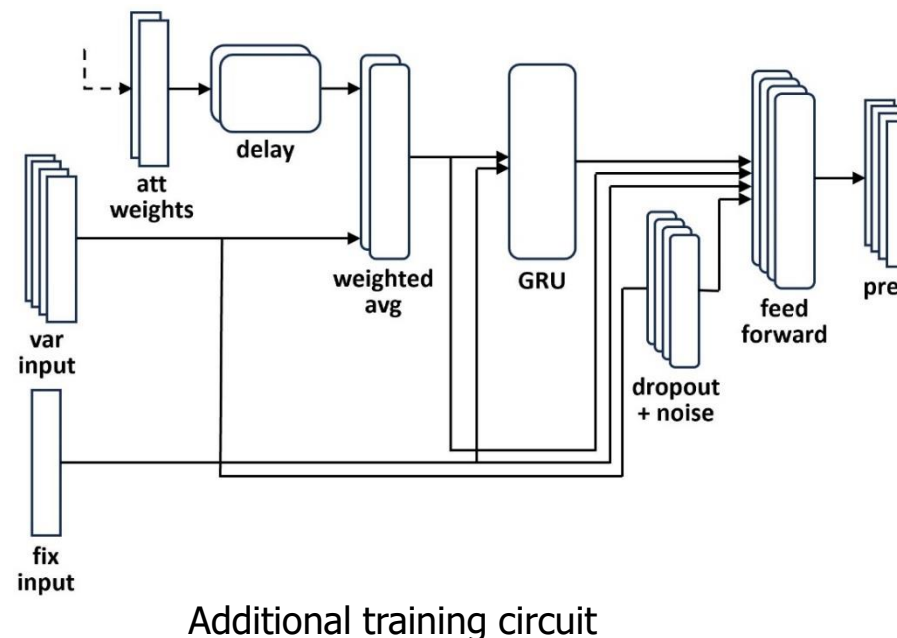 delay
att
weights
weighted
avg
GRU
feed
forward
var
input
dropout
+ noise
fix
input
Additional training circuit